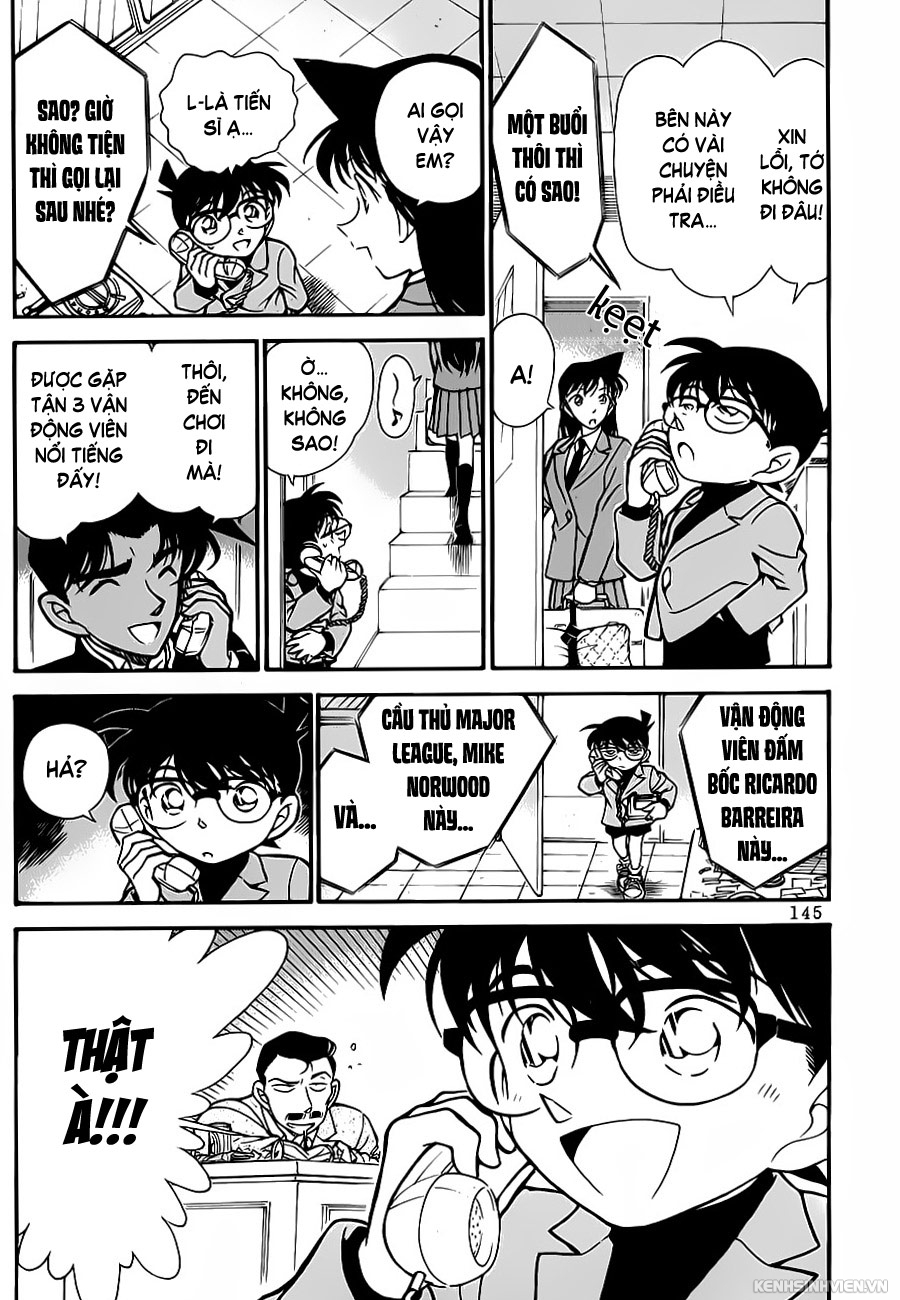 XIN
LỖI, TỚ
KHÔNG
ĐI ĐÂU!
BÊN NÀY
CÓ VÀI
CHUYỆN
PHẢI ĐIỀU
TRA...
MỘT BUỔI
THÔI THÌ
CÓ SAO!
kẹẹt
A!
AI GỌI
VẬY
EM?
L-LÀ TIẾN
SĨ Ạ...
SAO? GIỜ
KHÔNG TIỆN
THÌ GỌI LẠI
SAU NHÉ?
Ờ...
KHÔNG,
KHÔNG
SAO!
THÔI,
ĐẾN
CHƠI
ĐI
MÀ!
ĐƯỢC GẶP
TẬN 3 VẬN
ĐỘNG VIÊN
NỔI TIẾNG
ĐẤY!
VẬN ĐỘNG
VIÊN ĐẤM
BỐC RICARDO
BARREIRA
NÀY...
CẦU THỦ MAJOR
LEAGUE, MIKE
NORWOOD
NÀY...
VÀ...
HẢ?
145
THẬT
À!!!
KENHSINHVIEN.VN